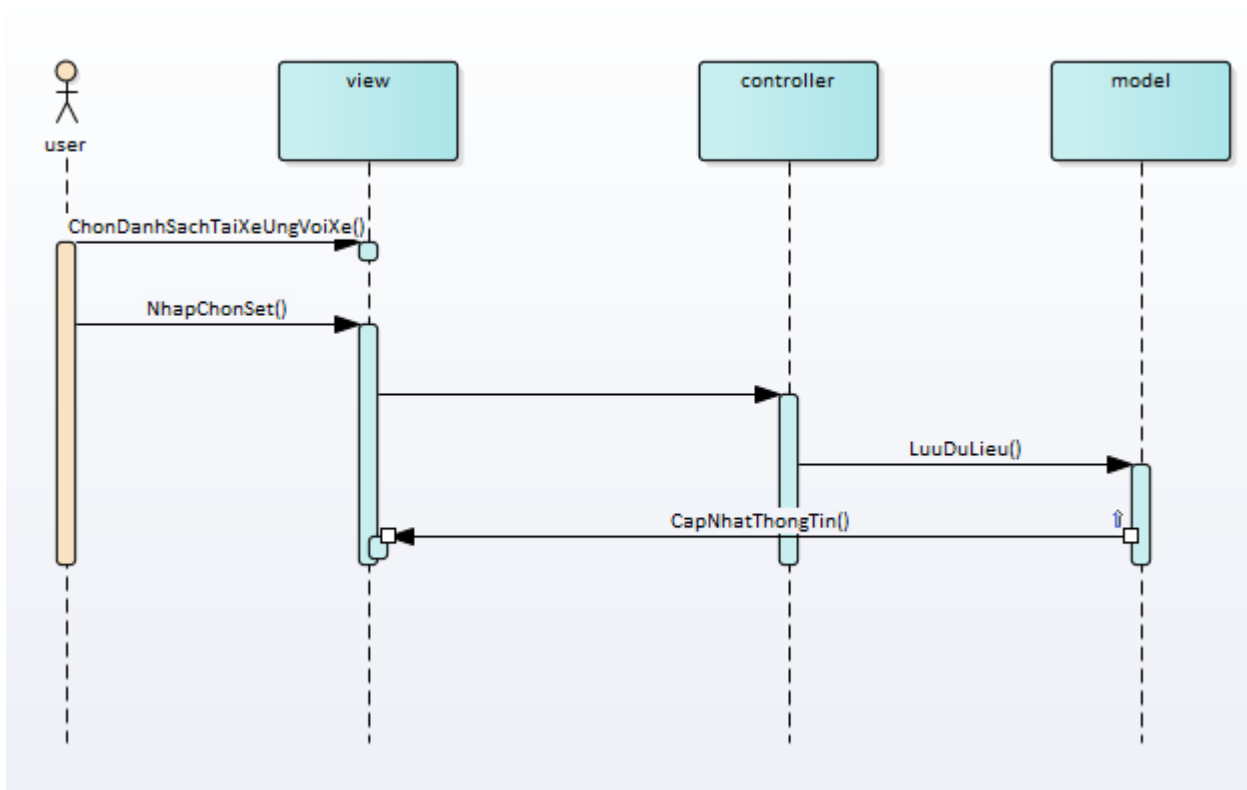 user
view
controller
model
ChonDanhSachTaiXeUngVoiXe()
NhapChonSet()
LuuDuLieu()
CapNhatThongTin()